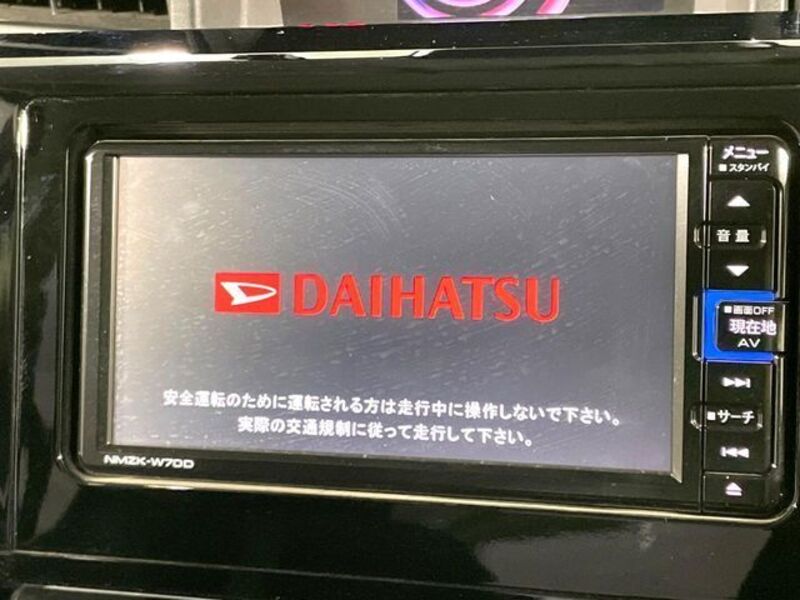 DAIHATSU
安全運転のために運転される方は走行中に操作しないで下さい。
実際の交通規制に従って走行して下さい。
NMZK-W70D
メニュー
■スタンバイ
音量
■画面OFF
現在地
AV
■サーチ